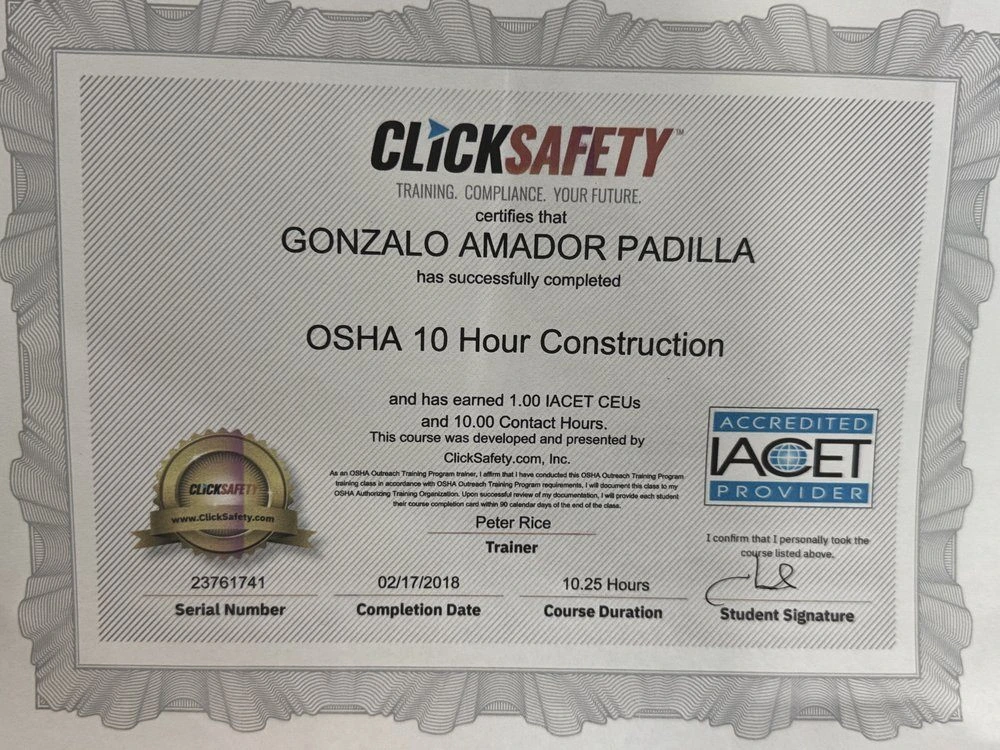 CLICKSAFETY™
TRAINING. COMPLIANCE. YOUR FUTURE.
certifies that
GONZALO AMADOR PADILLA
has successfully completed
OSHA 10 Hour Construction
and has earned 1.00 IACET CEUs
and 10.00 Contact Hours.
This course was developed and presented by
ClickSafety.com, Inc.
As an OSHA Outreach Training Program trainer, I affirm that I have conducted this OSHA Outreach Training Program
training class in accordance with OSHA Outreach Training Program requirements. I will document this class to my
OSHA Authorizing Training Organization. Upon successful review of my documentation, I will provide each student
their course completion card within 90 calendar days of the end of the class.
Peter Rice
Trainer
CLICKSAFETY
www.ClickSafety.com
ACCREDITED
IACET
PROVIDER
I confirm that I personally took the
course listed above.
23761741
Serial Number
02/17/2018
Completion Date
10.25 Hours
Course Duration
Student Signature